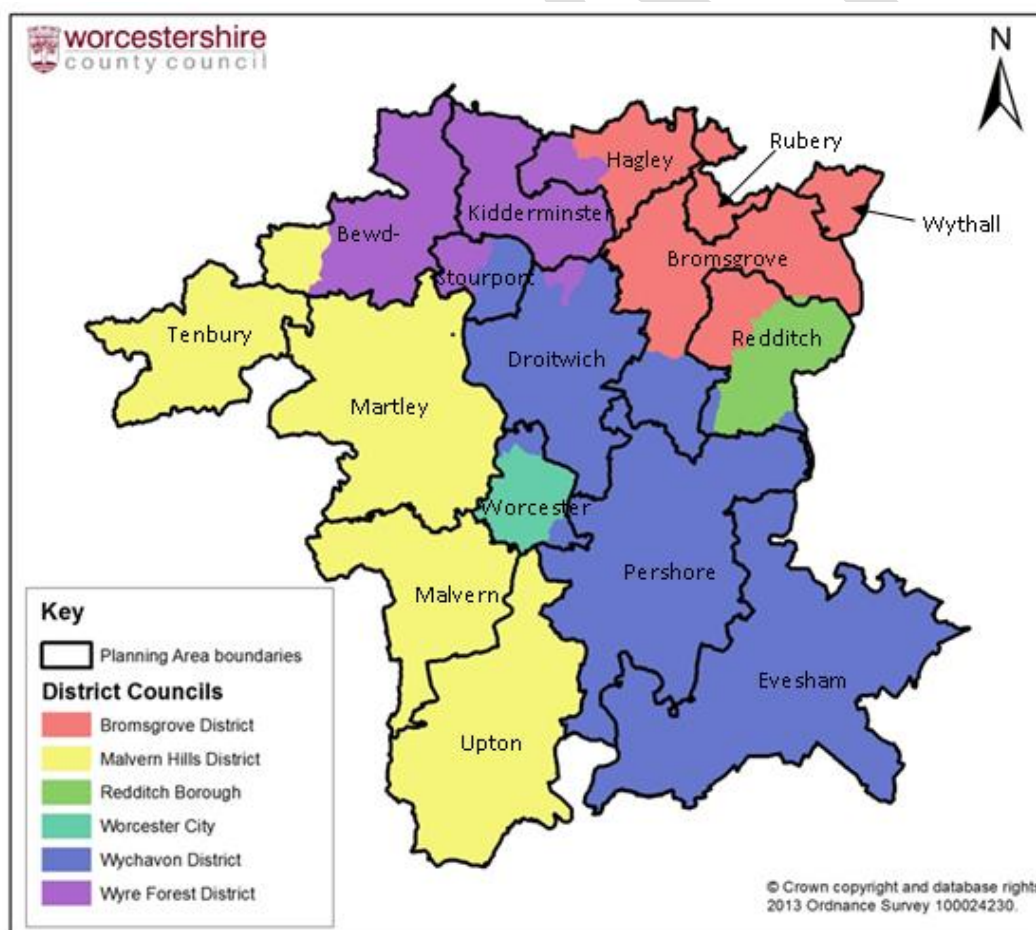 worcestershire
county council
N
Rubery
Hagley
Wythall
Kidderminster
Bewd-
Bromsgrove
Stourport
Tenbury
Redditch
Droitwich
Martley
Worcester
Pershore
Malvern
Evesham
Upton
Key
Planning Area boundaries
District Councils
Bromsgrove District
Malvern Hills District
Redditch Borough
Worcester City
Wychavon District
Wyre Forest District
© Crown copyright and database rights
2013 Ordnance Survey 100024230.